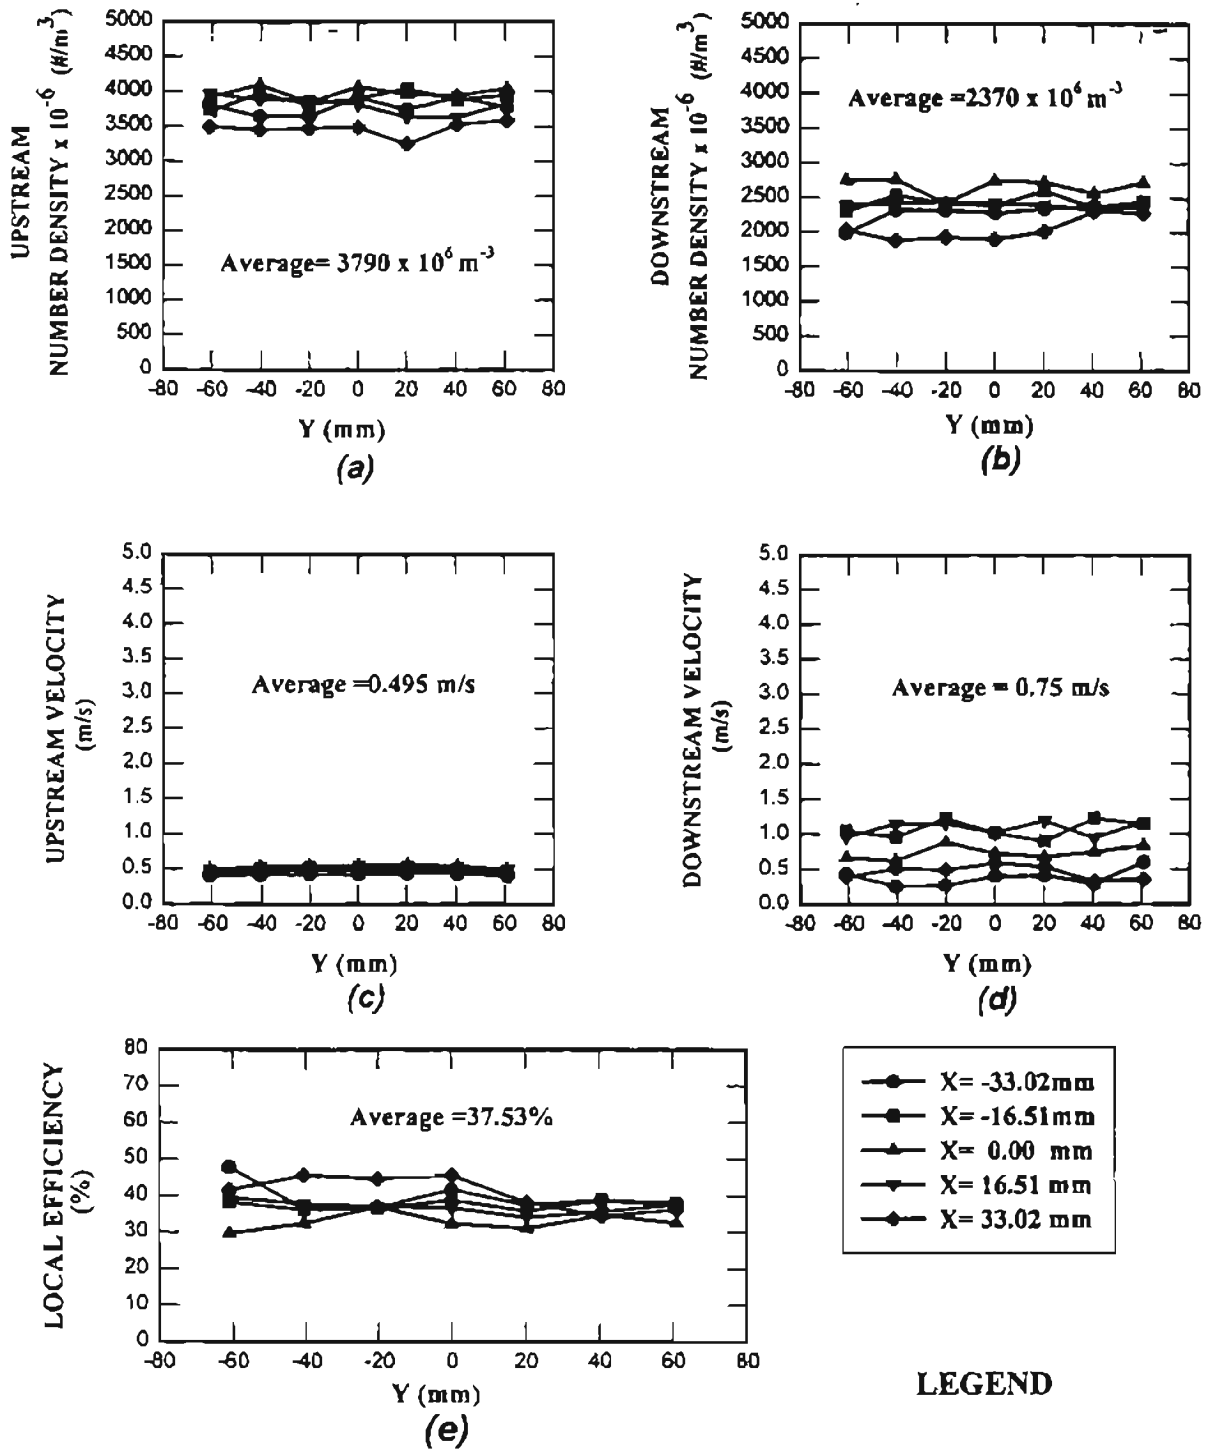 UPSTREAM
NUMBER DENSITY x 10⁻⁶ (#/m³)
5000
4500
4000
3500
3000
2500
2000
1500
1000
500
0
Average= 3790 x 10⁶ m⁻³
-80 -60 -40 -20 0 20 40 60 80
Y (mm)
(a)
DOWNSTREAM
NUMBER DENSITY x 10⁻⁶ (#/m³)
5000
4500
4000
3500
3000
2500
2000
1500
1000
500
0
Average =2370 x 10⁶ m⁻³
-80 -60 -40 -20 0 20 40 60 80
Y (mm)
(b)
UPSTREAM VELOCITY
(m/s)
5.0
4.5
4.0
3.5
3.0
2.5
2.0
1.5
1.0
0.5
0.0
Average =0.495 m/s
-80 -60 -40 -20 0 20 40 60 80
Y (mm)
(c)
DOWNSTREAM VELOCITY
(m/s)
5.0
4.5
4.0
3.5
3.0
2.5
2.0
1.5
1.0
0.5
0.0
Average = 0.75 m/s
-80 -60 -40 -20 0 20 40 60 80
Y (mm)
(d)
LOCAL EFFICIENCY
(%)
80
70
60
50
40
30
20
10
0
Average =37.53%
-80 -60 -40 -20 0 20 40 60 80
Y (mm)
(e)
X= -33.02mm
X= -16.51mm
X= 0.00 mm
X= 16.51 mm
X= 33.02 mm
LEGEND